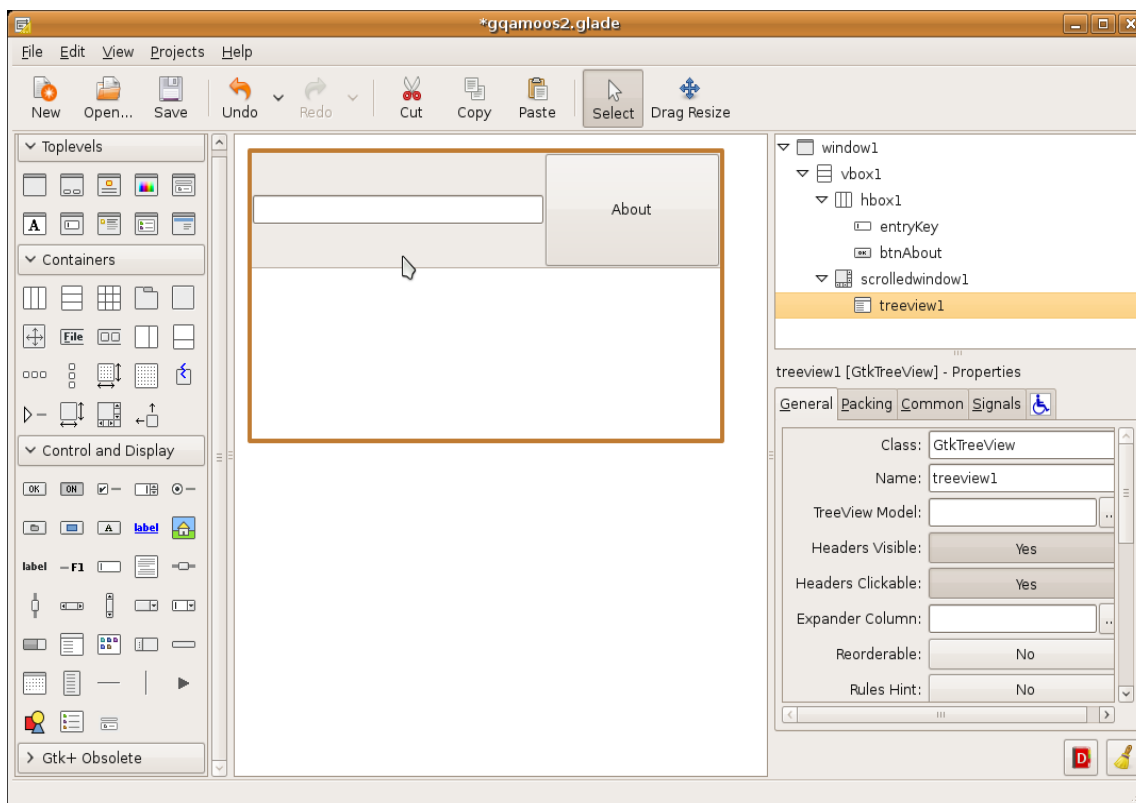 *gqamoos2.glade
File Edit View Projects Help
New Open... Save Undo Redo Cut Copy Paste Select Drag Resize
Toplevels
A
Containers
File
Control and Display
OK ON
A label
label F1
Gtk+ Obsolete
About
window1
vbox1
hbox1
entryKey
OK btnAbout
scrolledwindow1
treeview1
treeview1 [GtkTreeView] - Properties
General Packing Common Signals
Class: GtkTreeView
Name: treeview1
TreeView Model: ..
Headers Visible: Yes
Headers Clickable: Yes
Expander Column: ..
Reorderable: No
Rules Hint: No
D